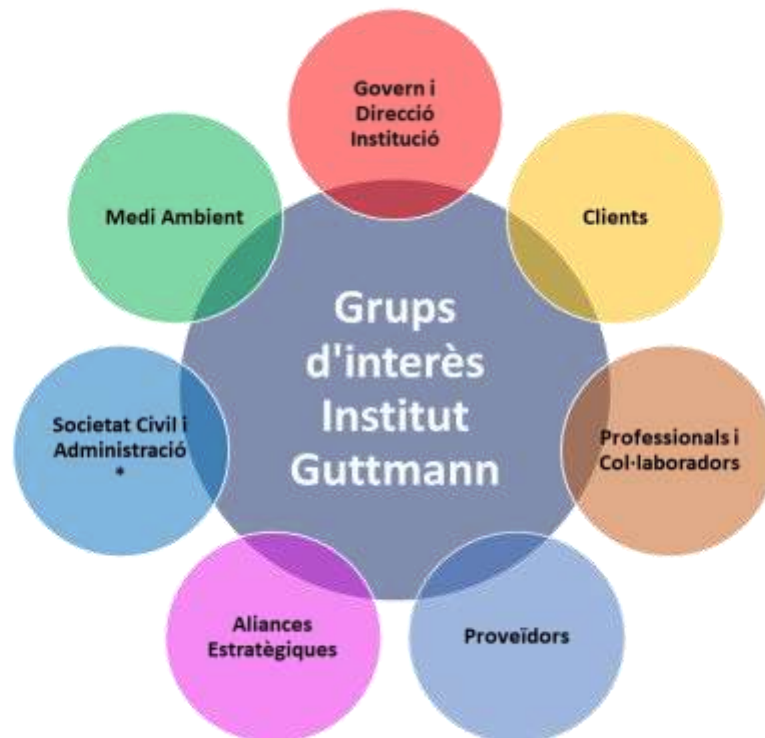 Govern i
Direcció
Institució
Clients
Professionals i
Col·laboradors
Proveïdors
Aliances
Estratègiques
Societat Civil i
Administració
*
Medi Ambient
Grups
d'interès
Institut
Guttmann